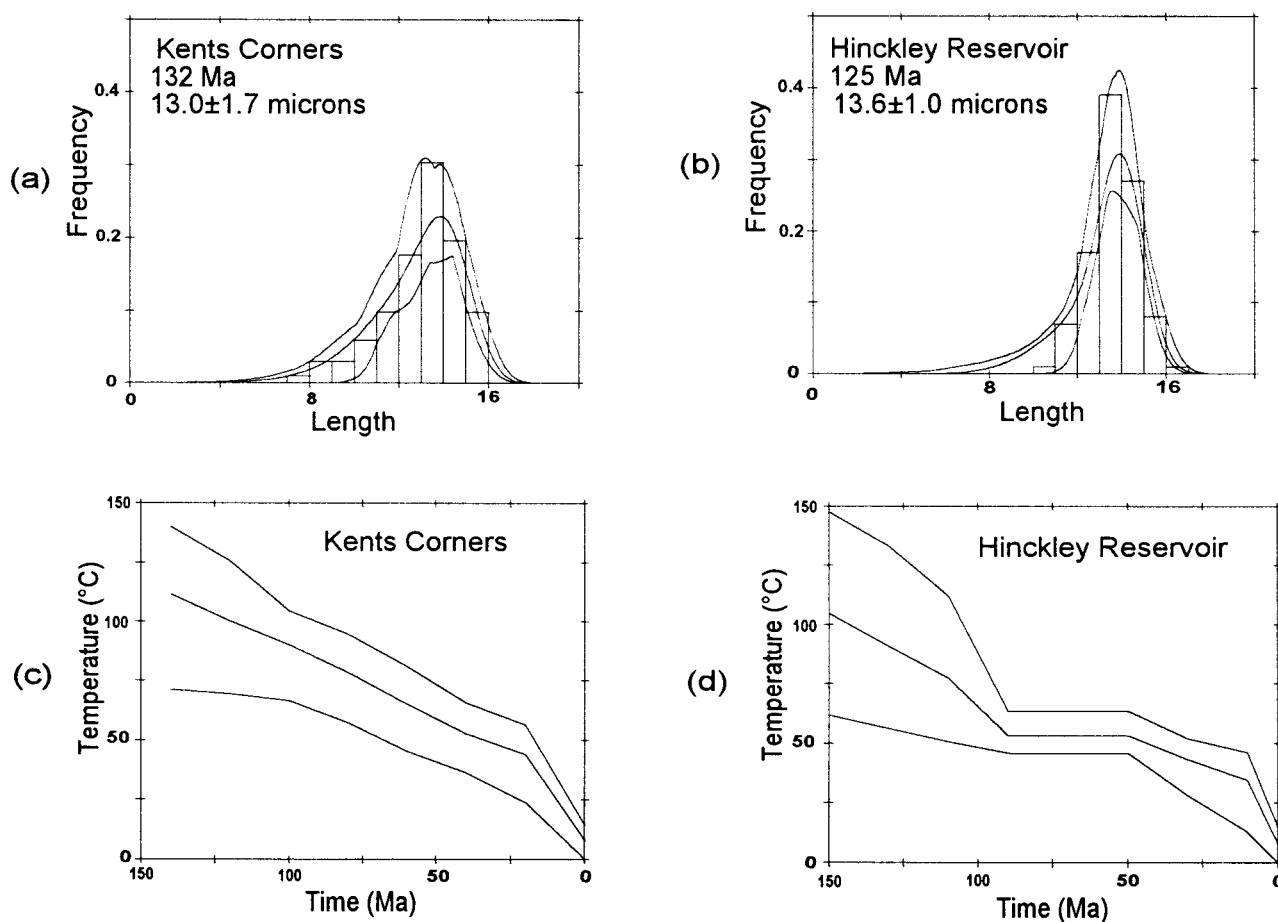 Kents Corners
132 Ma
13.0±1.7 microns
0.4
0.2
0
Frequency
0
8
16
Length
(a)
Hinckley Reservoir
125 Ma
13.6±1.0 microns
0.4
0.2
0
Frequency
0
8
16
Length
(b)
Kents Corners
150
100
50
0
Temperature (°C)
150
100
50
0
Time (Ma)
(c)
Hinckley Reservoir
150
100
50
0
Temperature (°C)
150
100
50
0
Time (Ma)
(d)